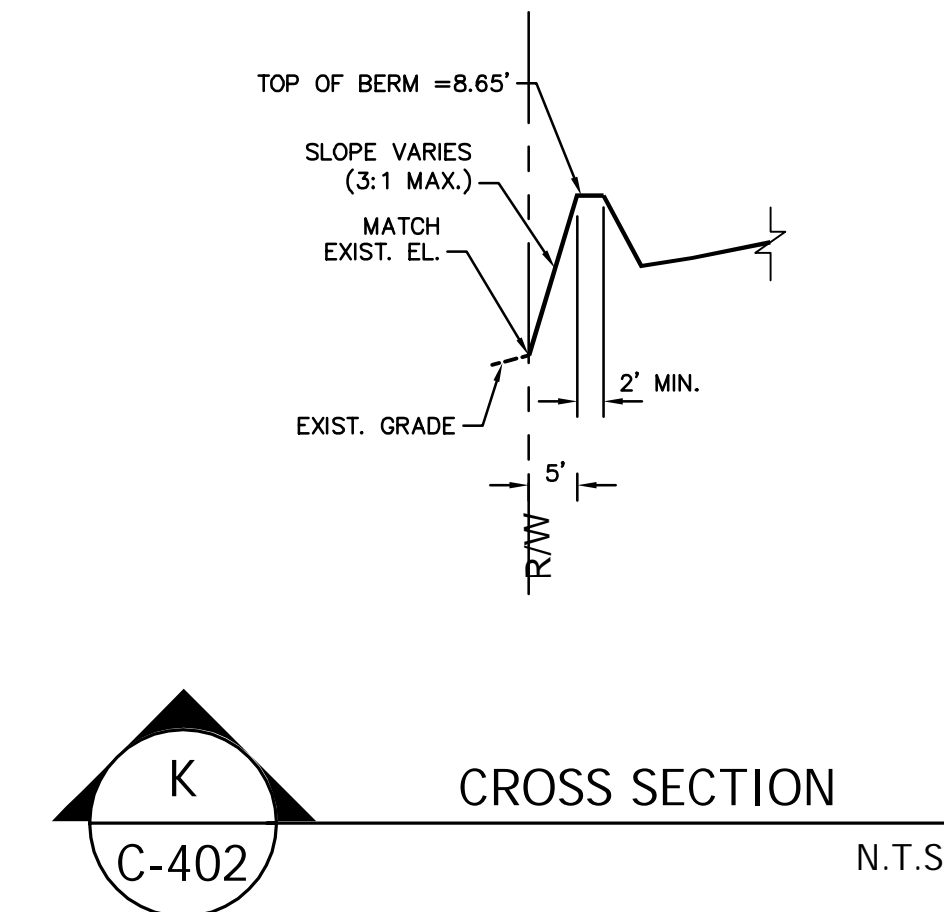 TOP OF BERM =8.65'
SLOPE VARIES
(3:1 MAX.)
MATCH
EXIST. EL.
2' MIN.
EXIST. GRADE
5'
R/W
K
CROSS SECTION
C-402
N.T.S